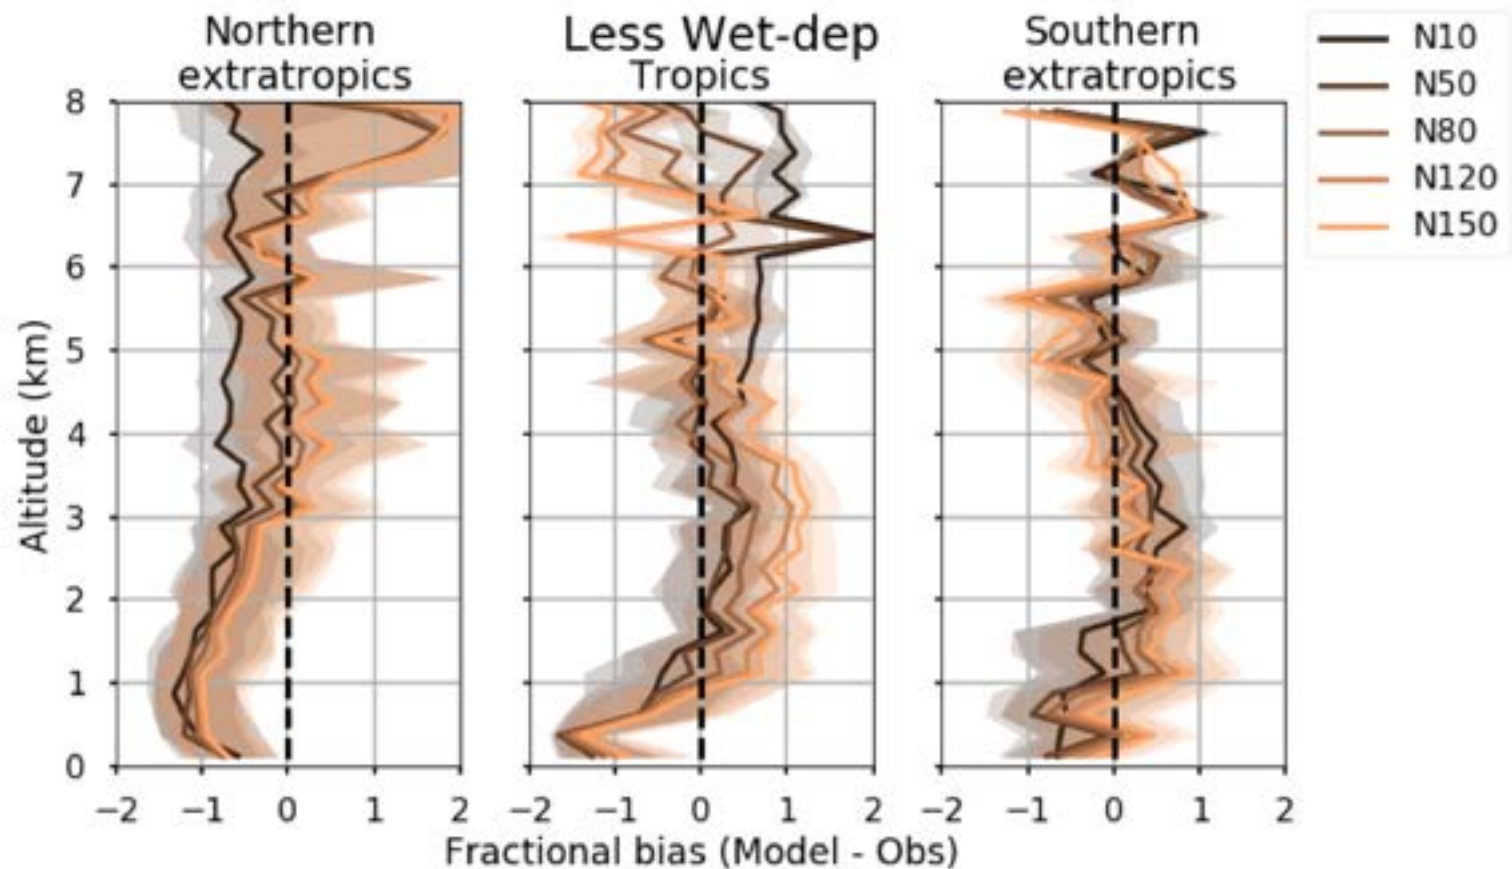 Less Wet-dep
Northern
extratropics
Tropics
Southern
extratropics
N10
N50
N80
N120
N150
8
7
6
5
4
3
2
1
0
Altitude (km)
−2 −1 0 1 2
−2 −1 0 1 2
−2 −1 0 1 2
Fractional bias (Model - Obs)